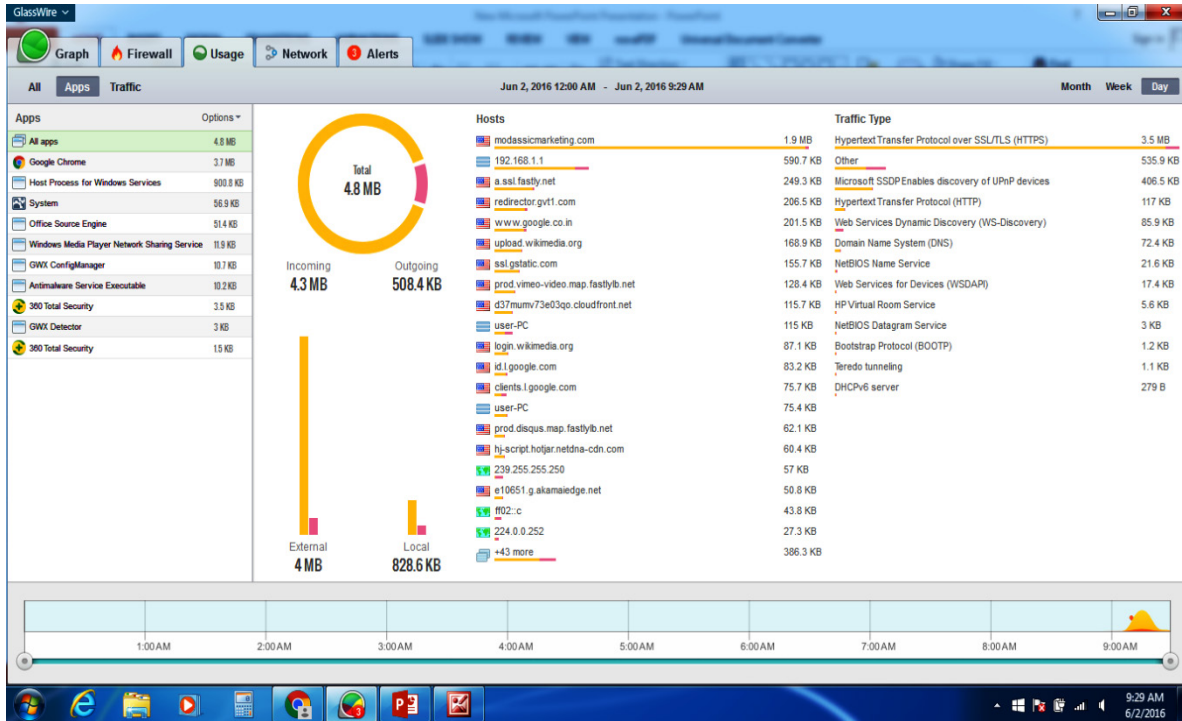 GlassWire
New Microsoft PowerPoint Presentation - PowerPoint
Graph Firewall Usage Network 3 Alerts
All Apps Traffic Jun 2, 2016 12:00 AM - Jun 2, 2016 9:29 AM Month Week Day
Apps Options
All apps 4.8 MB
Google Chrome 3.7 MB
Host Process for Windows Services 900.8 KB
System 56.9 KB
Office Source Engine 51.4 KB
Windows Media Player Network Sharing Service 11.9 KB
GWX ConfigManager 10.7 KB
Antimalware Service Executable 10.2 KB
360 Total Security 3.5 KB
GWX Detector 3 KB
360 Total Security 1.5 KB
Total
4.8 MB
Incoming Outgoing
4.3 MB 508.4 KB
External Local
4 MB 828.6 KB
Hosts
modassicmarketing.com 1.9 MB
192.168.1.1 590.7 KB
a.ssl.fastly.net 249.3 KB
redirector.gvt1.com 206.5 KB
www.google.co.in 201.5 KB
upload.wikimedia.org 168.9 KB
ssl.gstatic.com 155.7 KB
prod.vimeo-video.map.fastlylb.net 128.4 KB
d37mumv73e03qo.cloudfront.net 115.7 KB
user-PC 115 KB
login.wikimedia.org 87.1 KB
id.l.google.com 83.2 KB
clients.l.google.com 75.7 KB
user-PC 75.4 KB
prod.disqus.map.fastlylb.net 62.1 KB
hj-script.hotjar.netdna-cdn.com 60.4 KB
239.255.255.250 57 KB
e10651.g.akamaiedge.net 50.8 KB
ff02::c 43.8 KB
224.0.0.252 27.3 KB
+43 more 386.3 KB
Traffic Type
Hypertext Transfer Protocol over SSL/TLS (HTTPS) 3.5 MB
Other 535.9 KB
Microsoft SSDP Enables discovery of UPnP devices 406.5 KB
Hypertext Transfer Protocol (HTTP) 117 KB
Web Services Dynamic Discovery (WS-Discovery) 85.9 KB
Domain Name System (DNS) 72.4 KB
NetBIOS Name Service 21.6 KB
Web Services for Devices (WSDAPI) 17.4 KB
HP Virtual Room Service 5.6 KB
NetBIOS Datagram Service 3 KB
Bootstrap Protocol (BOOTP) 1.2 KB
Teredo tunneling 1.1 KB
DHCPv6 server 279 B
1:00 AM 2:00 AM 3:00 AM 4:00 AM 5:00 AM 6:00 AM 7:00 AM 8:00 AM 9:00 AM
3
9:29 AM
6/2/2016